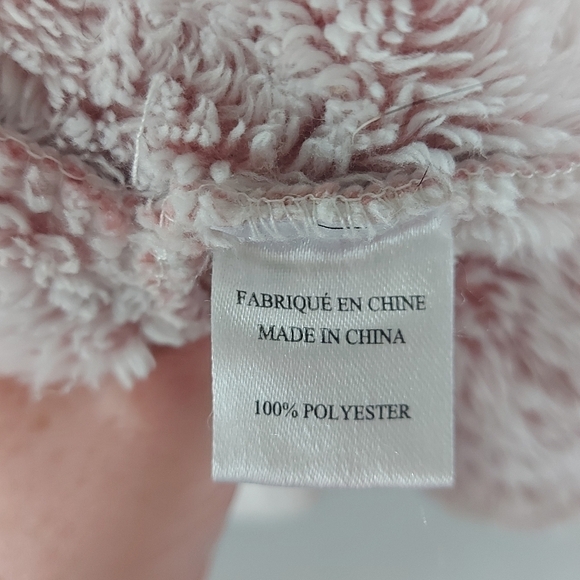 FABRIQUÉ EN CHINE
MADE IN CHINA
100% POLYESTER